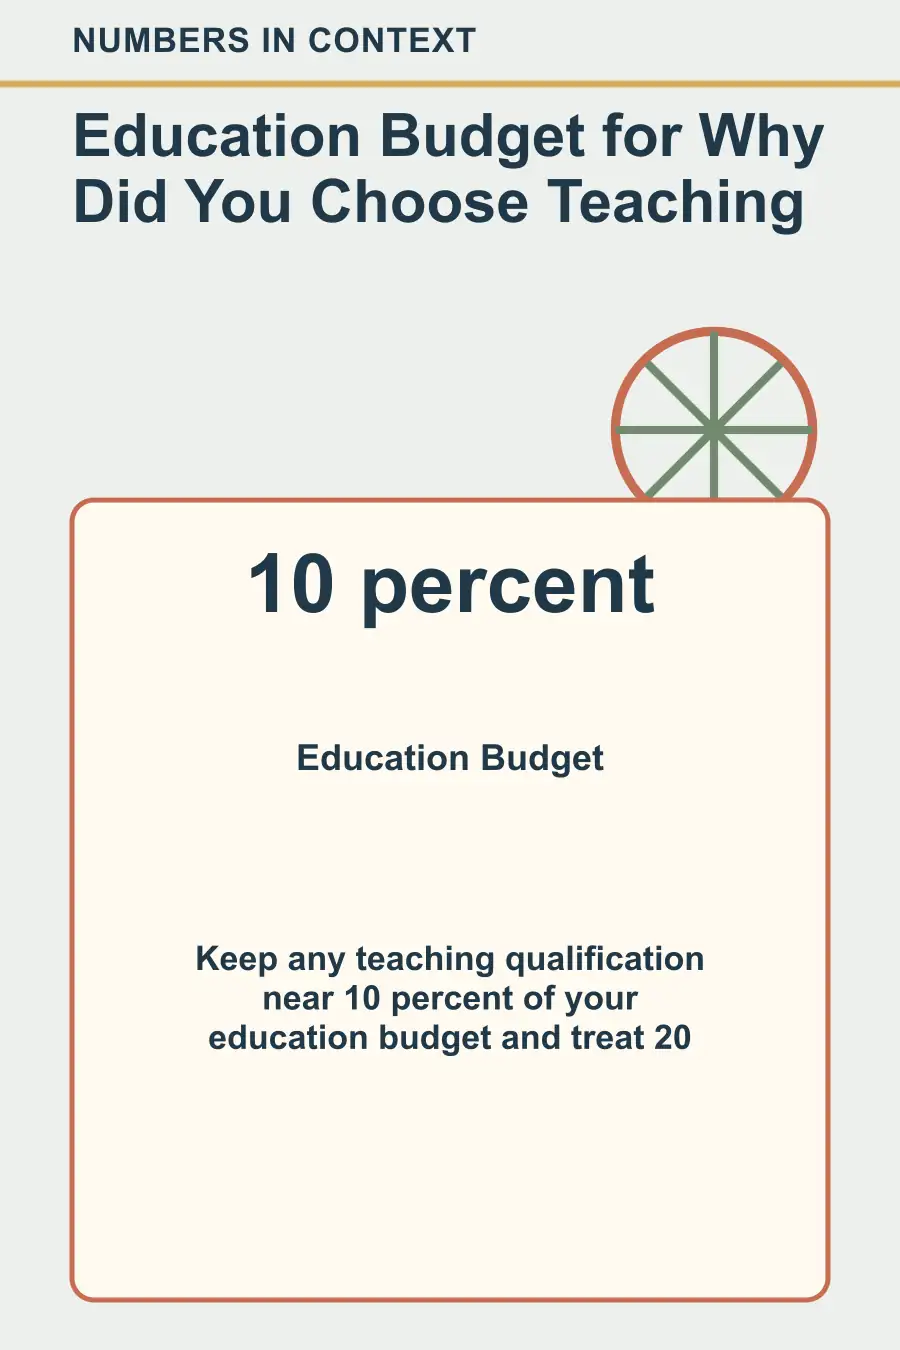 NUMBERS IN CONTEXT
Education Budget for Why
Did You Choose Teaching
10 percent
Education Budget
Keep any teaching qualification
near 10 percent of your
education budget and treat 20